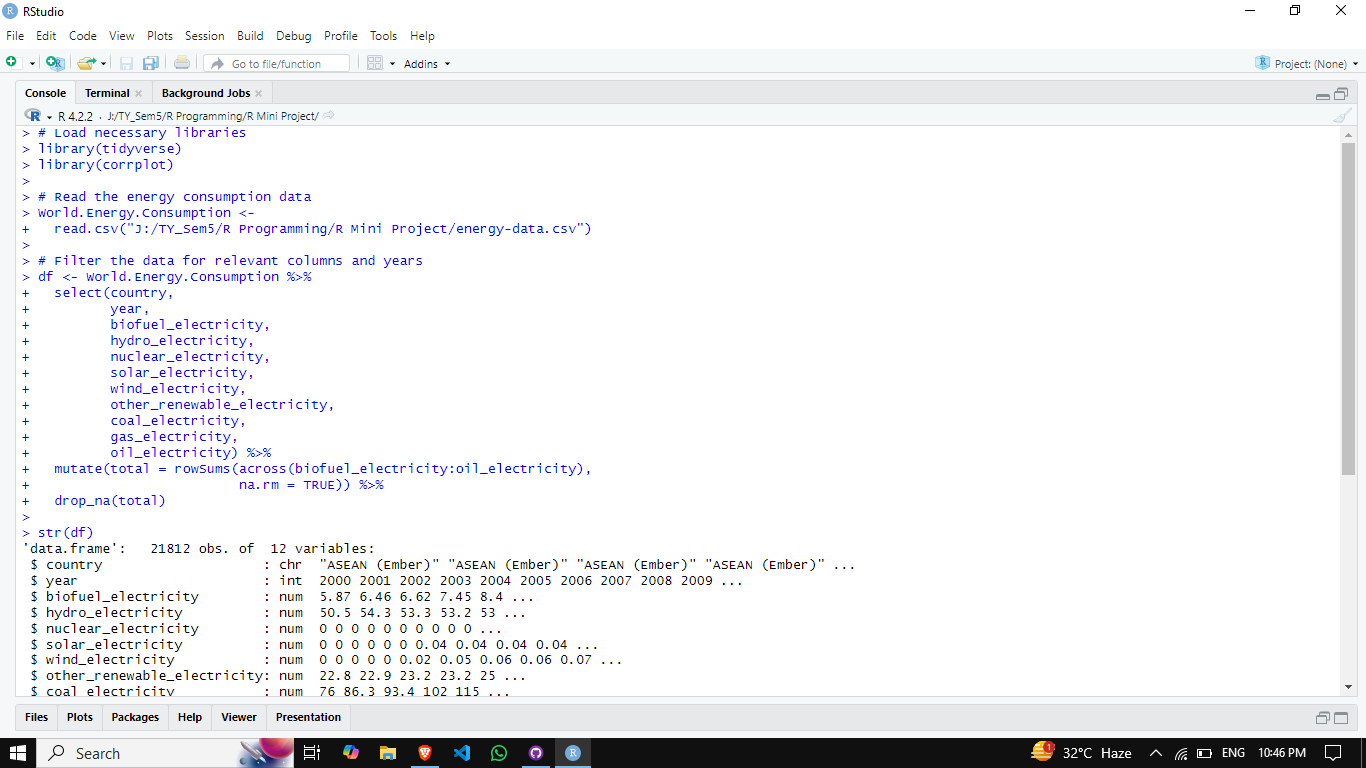 RStudio
File Edit Code View Plots Session Build Debug Profile Tools Help
Go to file/function Addins Project: (None)
Console Terminal Background Jobs
R 4.2.2 · J:/TY_Sem5/R Programming/R Mini Project/
> # Load necessary libraries
> library(tidyverse)
> library(corrplot)
>
> # Read the energy consumption data
> World.Energy.Consumption <-
+   read.csv("J:/TY_Sem5/R Programming/R Mini Project/energy-data.csv")
>
> # Filter the data for relevant columns and years
> df <- World.Energy.Consumption %>%
+   select(country,
+          year,
+          biofuel_electricity,
+          hydro_electricity,
+          nuclear_electricity,
+          solar_electricity,
+          wind_electricity,
+          other_renewable_electricity,
+          coal_electricity,
+          gas_electricity,
+          oil_electricity) %>%
+   mutate(total = rowSums(across(biofuel_electricity:oil_electricity),
+                          na.rm = TRUE)) %>%
+   drop_na(total)
>
> str(df)
'data.frame':   21812 obs. of  12 variables:
 $ country                    : chr  "ASEAN (Ember)" "ASEAN (Ember)" "ASEAN (Ember)" "ASEAN (Ember)" ...
 $ year                       : int  2000 2001 2002 2003 2004 2005 2006 2007 2008 2009 ...
 $ biofuel_electricity        : num  5.87 6.46 6.62 7.45 8.4 ...
 $ hydro_electricity          : num  50.5 54.3 53.3 53.2 53 ...
 $ nuclear_electricity        : num  0 0 0 0 0 0 0 0 0 0 ...
 $ solar_electricity          : num  0 0 0 0 0 0 0.04 0.04 0.04 0.04 ...
 $ wind_electricity           : num  0 0 0 0 0 0.02 0.05 0.06 0.06 0.07 ...
 $ other_renewable_electricity: num  22.8 22.9 23.2 23.2 25 ...
 $ coal_electricity           : num  76 86.3 93.4 102 115 ...
Files Plots Packages Help Viewer Presentation
Search 1 32°C Haze ENG 10:46 PM